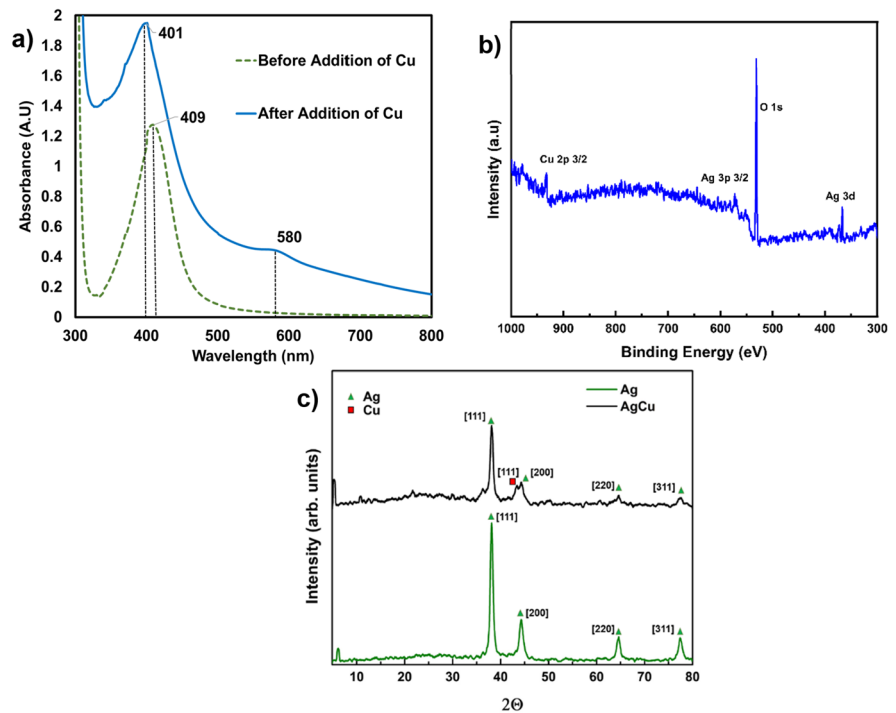 a)
2
1.8
1.6
1.4
1.2
1
0.8
0.6
0.4
0.2
0
Absorbance (A.U)
401
409
580
Before Addition of Cu
After Addition of Cu
300 400 500 600 700 800
Wavelength (nm)
b)
Intensity (a.u)
Cu 2p 3/2
Ag 3p 3/2
O 1s
Ag 3d
1000 900 800 700 600 500 400 300
Binding Energy (eV)
c)
Ag
Cu
Ag
AgCu
[111]
[111] [200]
[220]
[311]
[111]
[200]
[220]
[311]
Intensity (arb. units)
10 20 30 40 50 60 70 80
2Θ